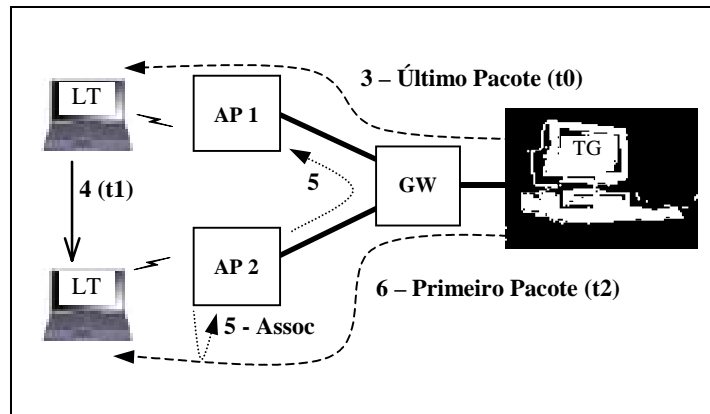 3 – Último Pacote (t0)
LT
AP 1
TG
5
GW
4 (t1)
LT
AP 2
6 – Primeiro Pacote (t2)
5 - Assoc